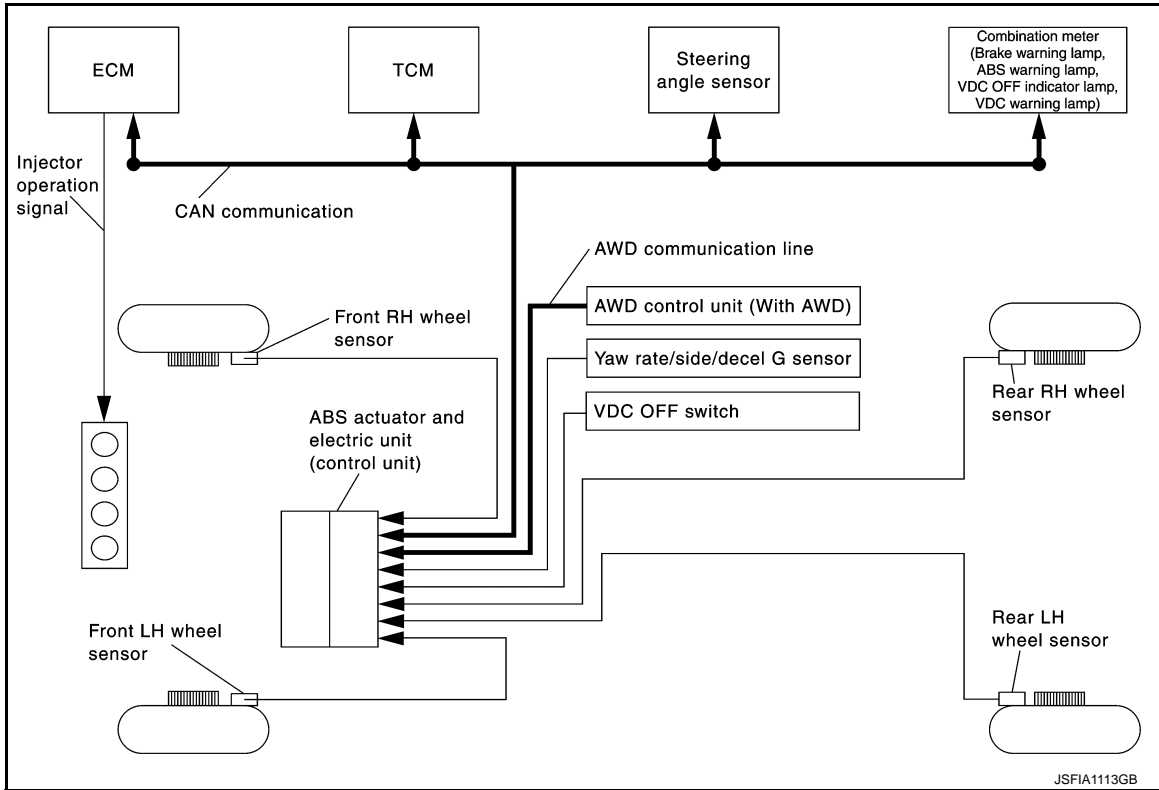 ECM
TCM
Steering
angle sensor
Combination meter
(Brake warning lamp,
ABS warning lamp,
VDC OFF indicator lamp,
VDC warning lamp)
Injector
operation
signal
CAN communication
AWD communication line
AWD control unit (With AWD)
Front RH wheel
sensor
Yaw rate/side/decel G sensor
Rear RH wheel
sensor
VDC OFF switch
ABS actuator and
electric unit
(control unit)
Front LH wheel
sensor
Rear LH
wheel sensor
JSFIA1113GB